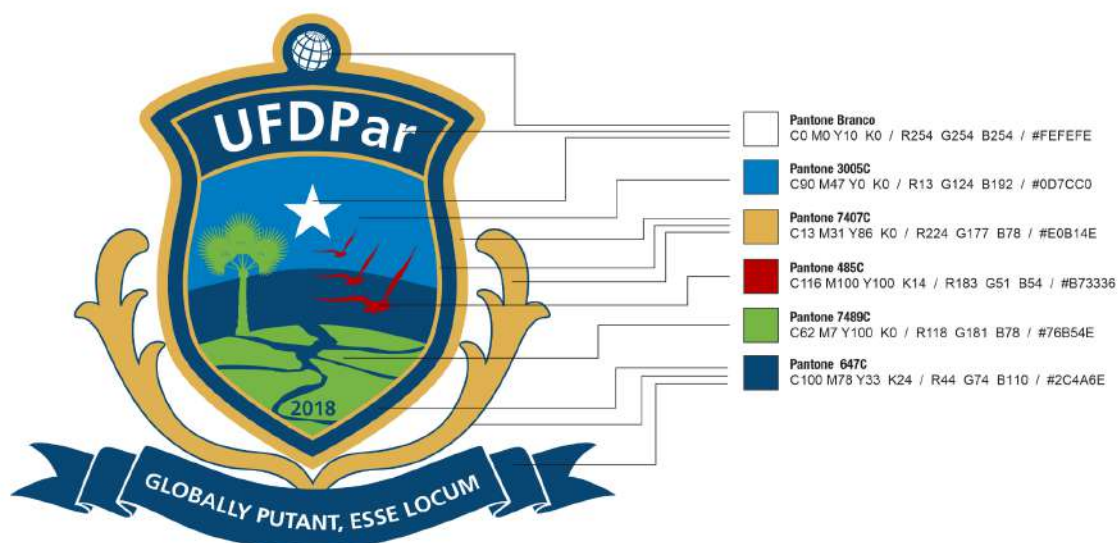 UFDPar
2018
GLOBALLY PUTANT, ESSE LOCUM
Pantone Branco
C0 M0 Y10 K0 / R254 G254 B254 / #FEFEFE
Pantone 3005C
C90 M47 Y0 K0 / R13 G124 B192 / #0D7CC0
Pantone 7407C
C13 M31 Y86 K0 / R224 G177 B78 / #E0B14E
Pantone 485C
C116 M100 Y100 K14 / R183 G51 B54 / #B73336
Pantone 7489C
C62 M7 Y100 K0 / R118 G181 B78 / #76B54E
Pantone 647C
C100 M78 Y33 K24 / R44 G74 B110 / #2C4A6E